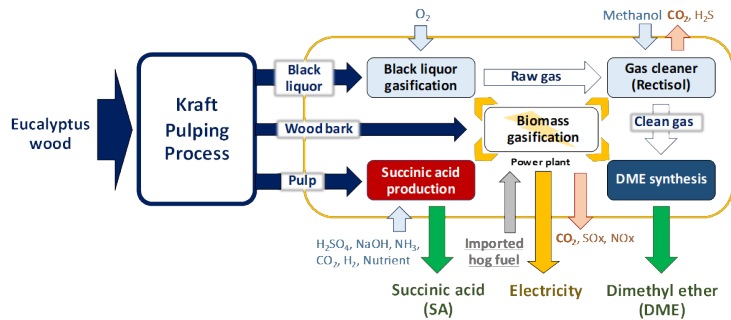 O2
Methanol CO2, H2S
Eucalyptus
wood
Kraft
Pulping
Process
Black
liquor
Black liquor
gasification
Raw gas
Gas cleaner
(Rectisol)
Wood bark
Biomass
gasification
Power plant
Clean gas
Pulp
Succinic acid
production
DME synthesis
H2SO4, NaOH, NH3,
CO2, H2, Nutrient
Imported
hog fuel
CO2, SOx, NOx
Succinic acid
(SA)
Electricity
Dimethyl ether
(DME)